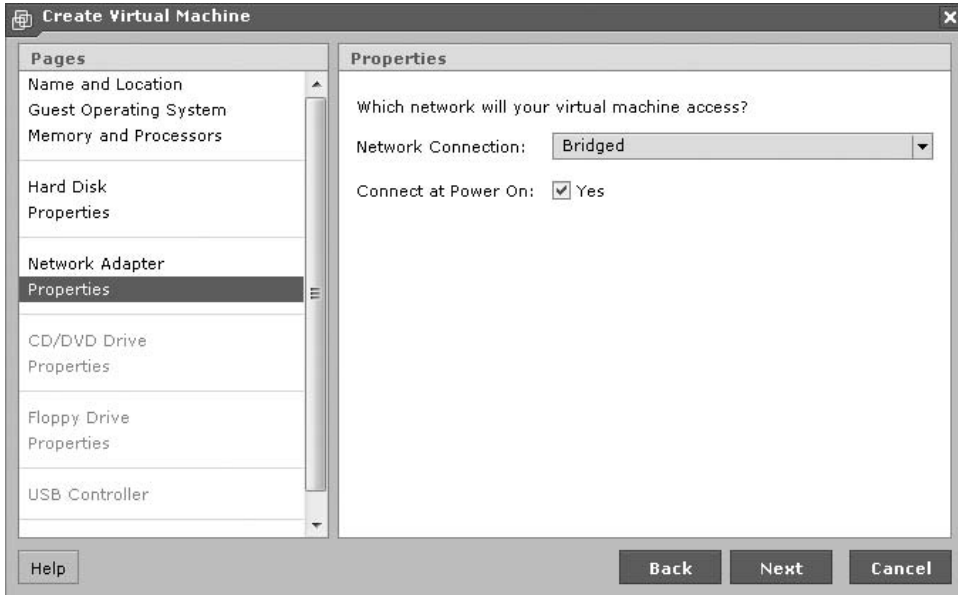 Create Virtual Machine
Pages
Name and Location
Guest Operating System
Memory and Processors
Hard Disk
Properties
Network Adapter
Properties
CD/DVD Drive
Properties
Floppy Drive
Properties
USB Controller
Properties
Which network will your virtual machine access?
Network Connection: Bridged
Connect at Power On: Yes
Help
Back Next Cancel